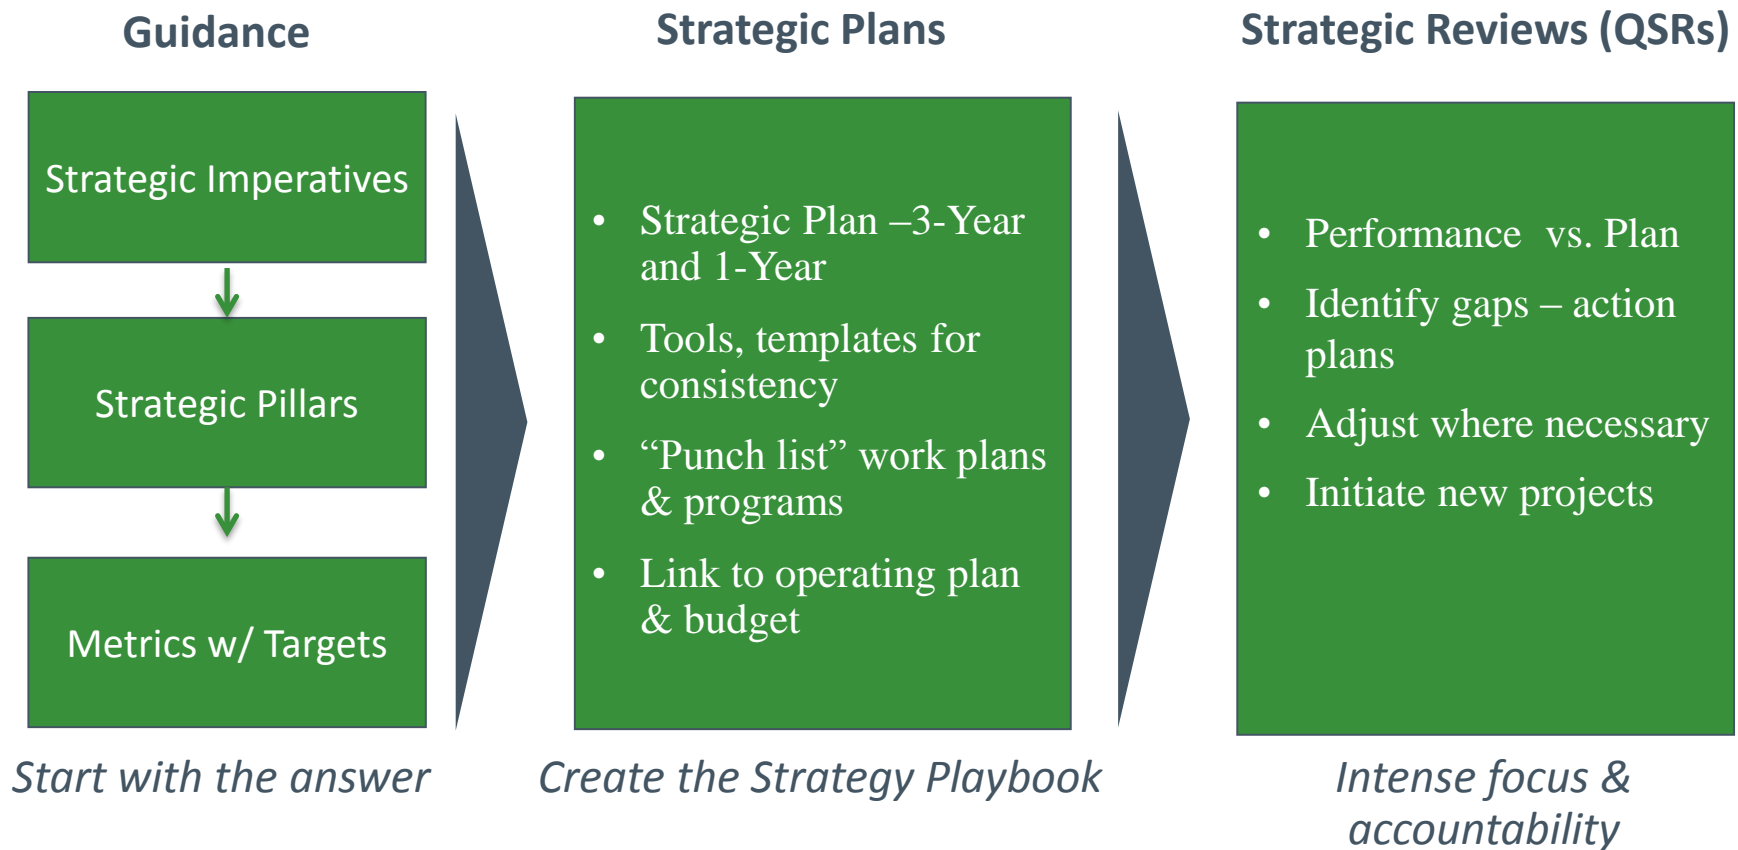 Guidance
Strategic Imperatives
Strategic Pillars
Metrics w/ Targets
Start with the answer
Strategic Plans
• Strategic Plan –3-Year
and 1-Year
• Tools, templates for
consistency
• “Punch list” work plans
& programs
• Link to operating plan
& budget
Create the Strategy Playbook
Strategic Reviews (QSRs)
• Performance  vs. Plan
• Identify gaps – action
plans
• Adjust where necessary
• Initiate new projects
Intense focus &
accountability